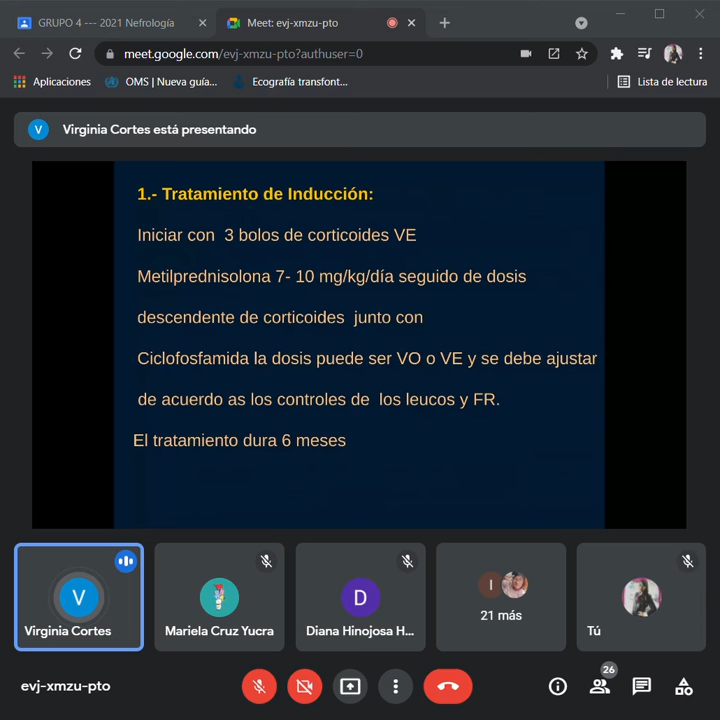 GRUPO 4 --- 2021 Nefrología
Meet: evj-xmzu-pto
meet.google.com/evj-xmzu-pto?authuser=0
Aplicaciones
OMS | Nueva guía...
Ecografía transfont...
Lista de lectura
V
Virginia Cortes está presentando
1.- Tratamiento de Inducción:
Iniciar con 3 bolos de corticoides VE
Metilprednisolona 7- 10 mg/kg/día seguido de dosis
descendente de corticoides junto con
Ciclofosfamida la dosis puede ser VO o VE y se debe ajustar
de acuerdo as los controles de los leucos y FR.
El tratamiento dura 6 meses
V
Virginia Cortes
Mariela Cruz Yucra
D
Diana Hinojosa H...
I
21 más
Tú
evj-xmzu-pto
26